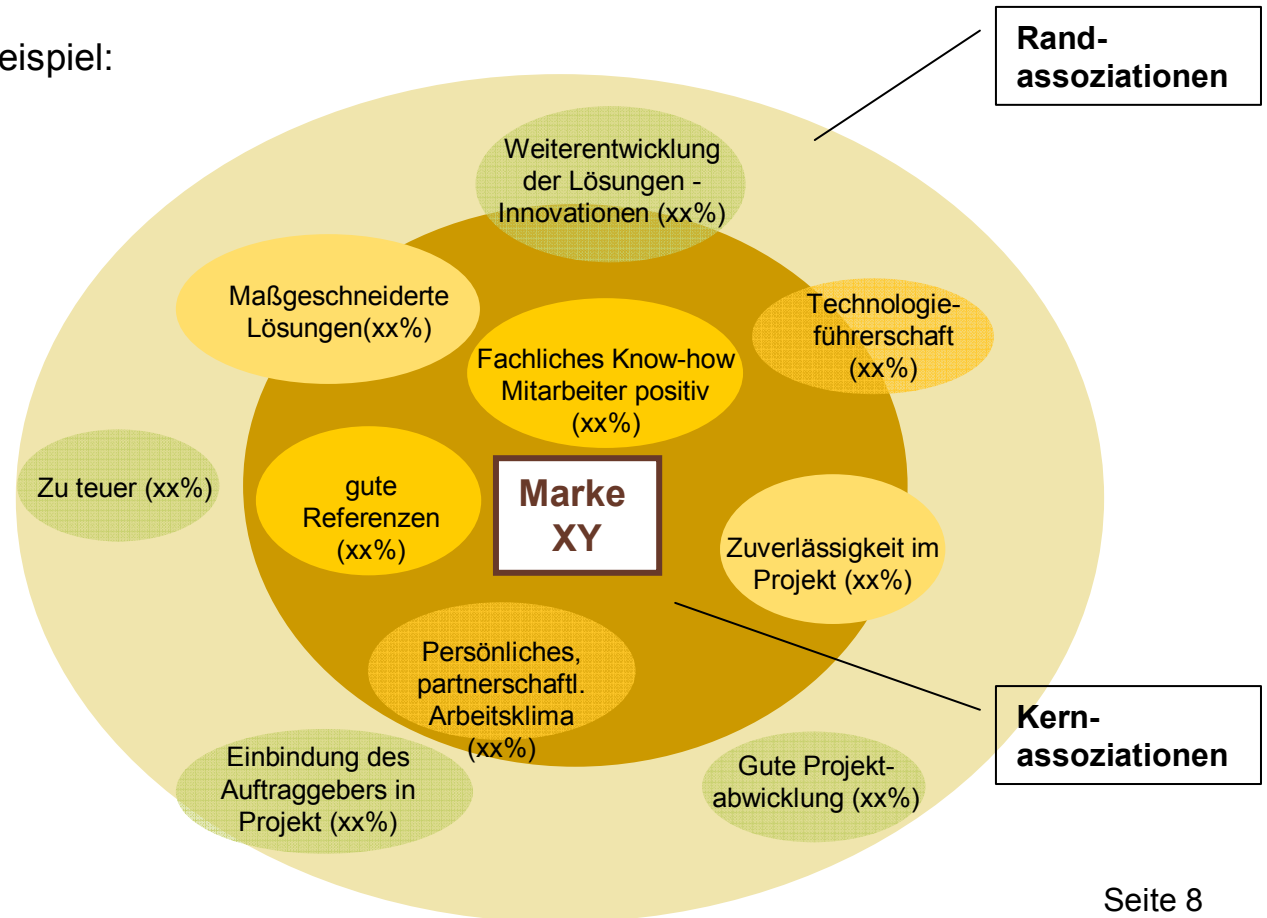 eispiel:
Rand-
assoziationen
Weiterentwicklung
der Lösungen -
Innovationen (xx%)
Maßgeschneiderte
Lösungen(xx%)
Technologie-
führerschaft
(xx%)
Fachliches Know-how
Mitarbeiter positiv
(xx%)
Zu teuer (xx%)
gute
Referenzen
(xx%)
Marke
XY
Zuverlässigkeit im
Projekt (xx%)
Persönliches,
partnerschaftl.
Arbeitsklima
(xx%)
Kern-
assoziationen
Einbindung des
Auftraggebers in
Projekt (xx%)
Gute Projekt-
abwicklung (xx%)
Seite 8